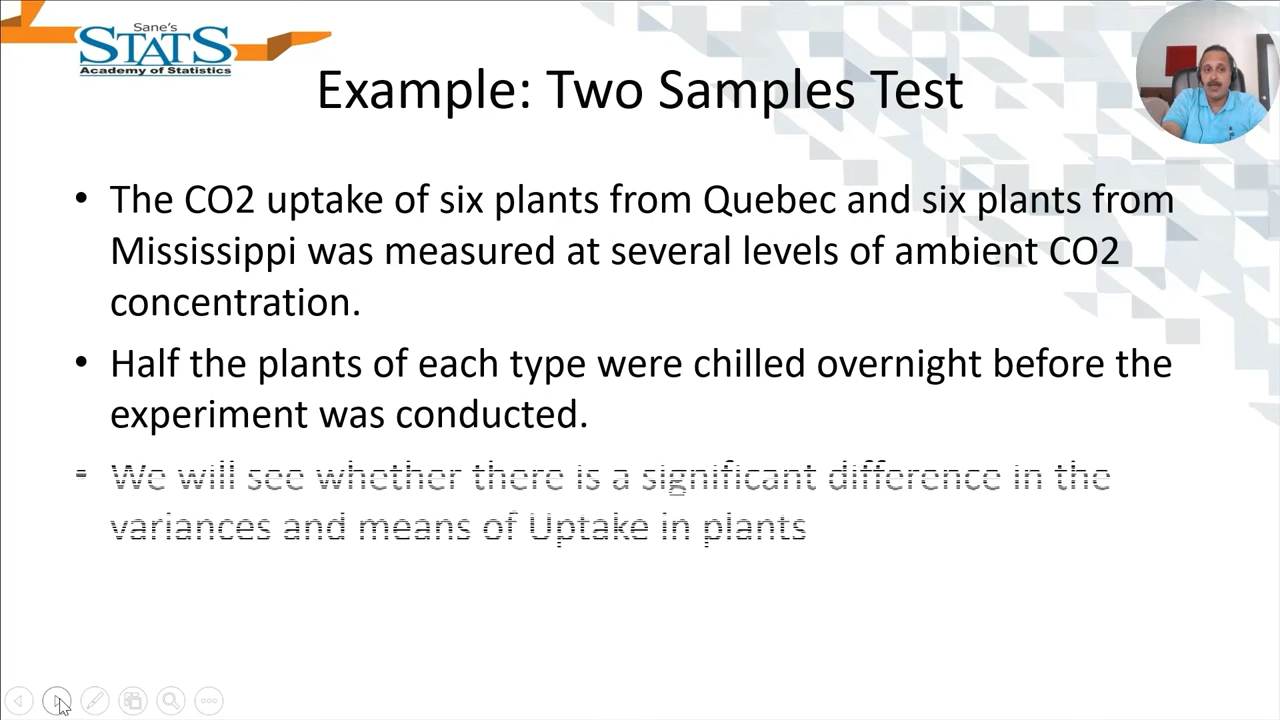 Sane's
STATS
Academy of Statistics
Example: Two Samples Test
• The CO2 uptake of six plants from Quebec and six plants from
Mississippi was measured at several levels of ambient CO2
concentration.
• Half the plants of each type were chilled overnight before the
experiment was conducted.
• We will see whether there is a significant difference in the
variances and means of Uptake in plants